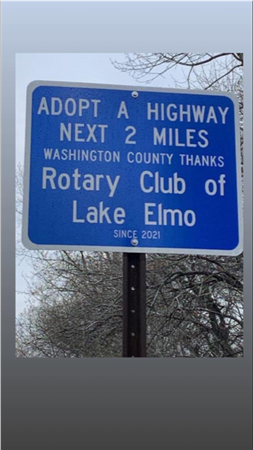 ADOPT A HIGHWAY
NEXT 2 MILES
WASHINGTON COUNTY THANKS
Rotary Club of
Lake Elmo
SINCE 2021